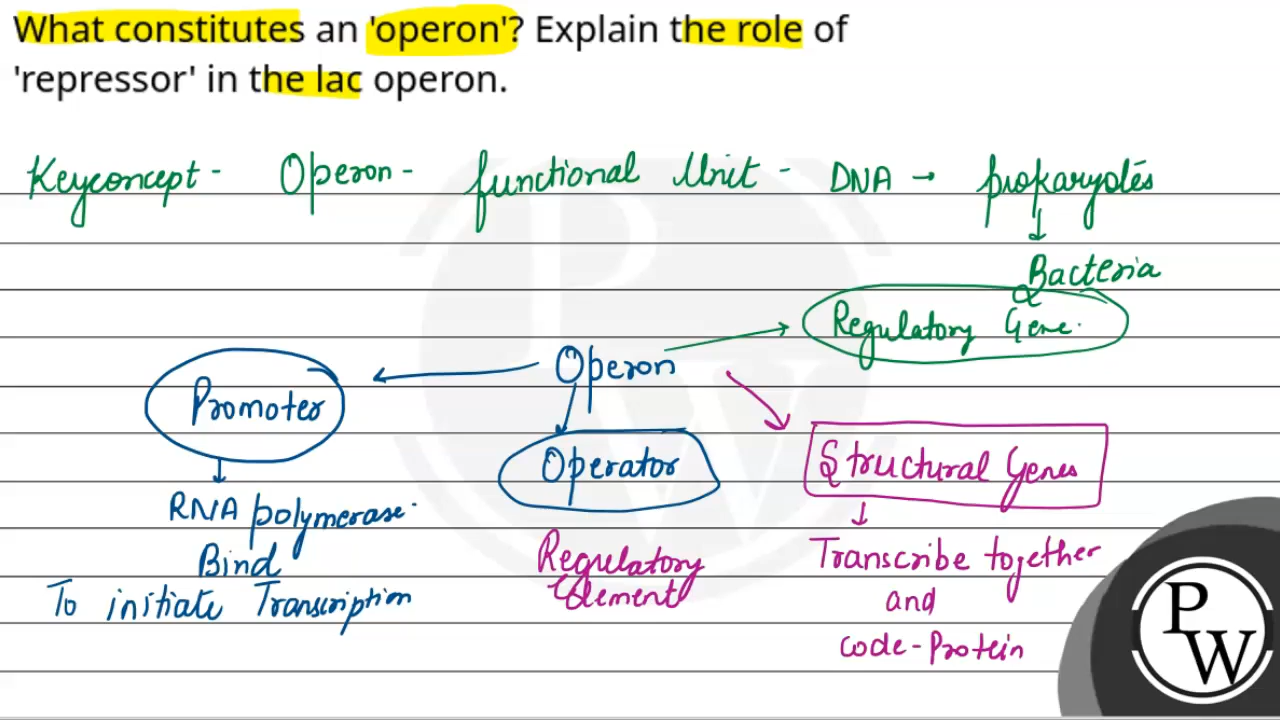 What constitutes an 'operon'? Explain the role of
'repressor' in the lac operon.
Keyconcept - Operon - functional Unit - DNA → prokaryotes
Bacteria
Regulatory Gene.
Operon
Promoter
Operator
Structural Genes
RNA polymerase.
Bind
To initiate Transcription
Regulatory
Element
Transcribe together
and
Code-Protein
PW
PW